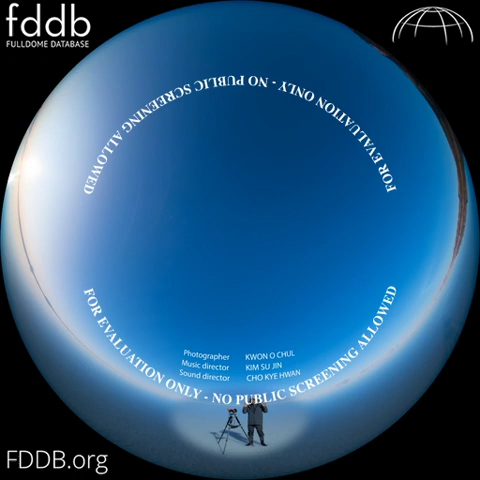 fddb
FULLDOME DATABASE
FOR EVALUATION ONLY - NO PUBLIC SCREENING ALLOWED
Photographer KWON O CHUL
Music director KIM SU JIN
Sound director CHO KYE HWAN
FOR EVALUATION ONLY - NO PUBLIC SCREENING ALLOWED
FDDB.org